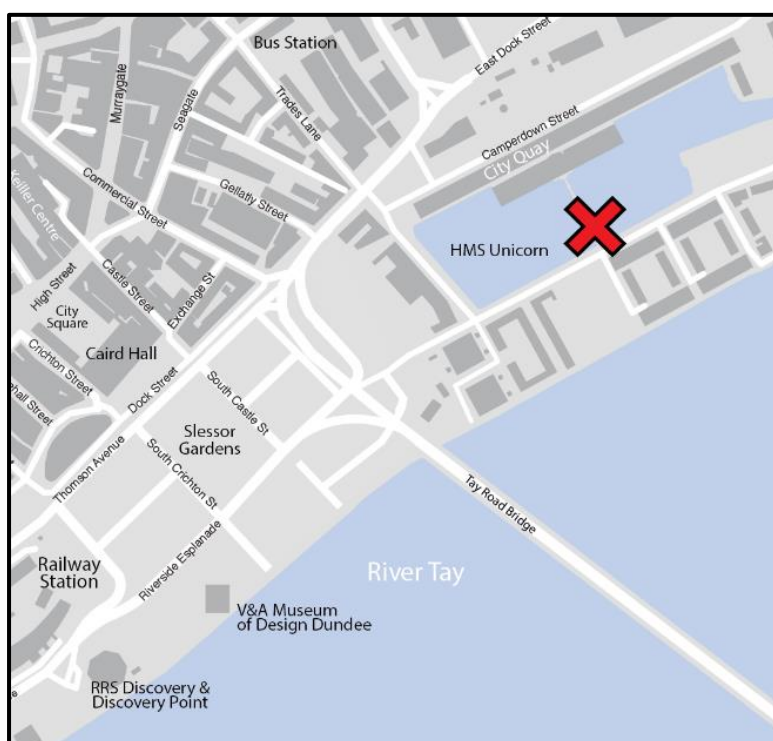 Bus Station
East Dock Street
Murraygate
Seagate
Trades Lane
Camperdown Street
City Quay
Keiller Centre
Commercial Street
Gellatly Street
HMS Unicorn
High Street
Castle Street
Exchange St
City
Square
Caird Hall
Crichton Street
Dock Street
South Castle St
Slessor
Gardens
Thomson Avenue
South Crichton St
Tay Road Bridge
Riverside Esplanade
River Tay
Railway
Station
V&A Museum
of Design Dundee
RRS Discovery &
Discovery Point
Street